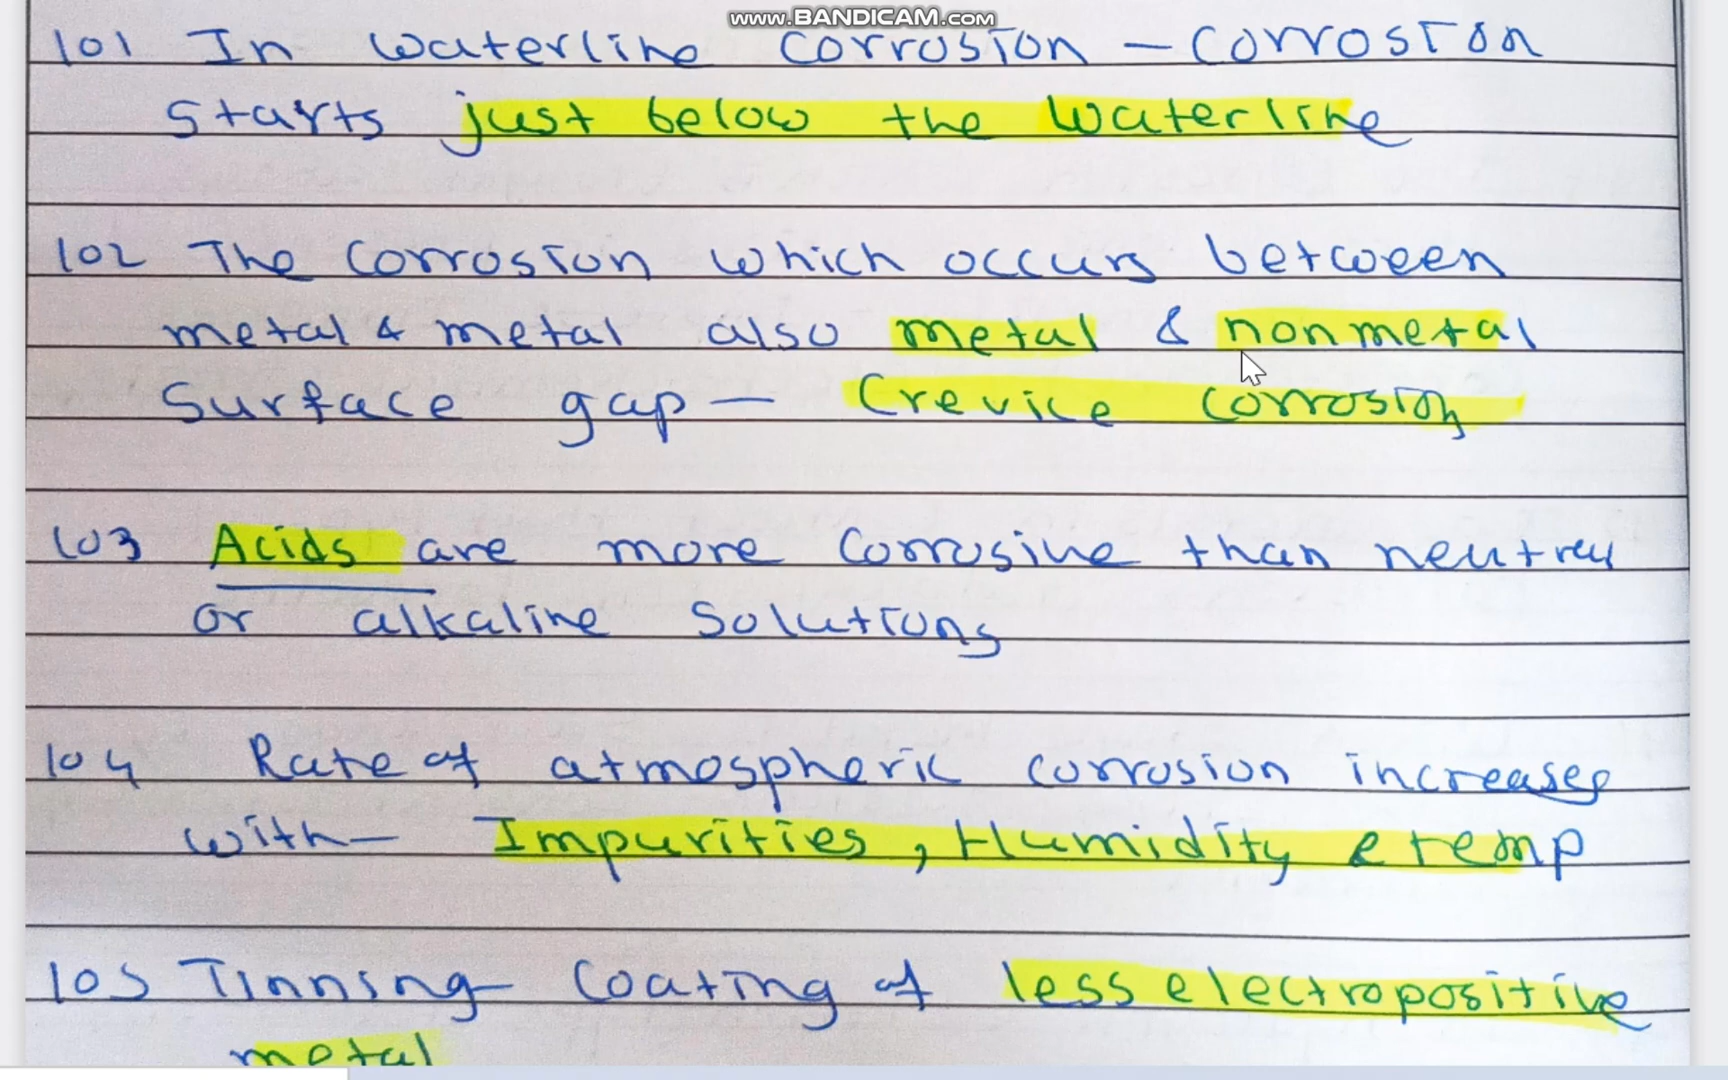 www.BANDICAM.com
101 In waterline corrosion - corrosion
starts just below the waterline
102 The corrosion which occurs between
metal & metal also metal & nonmetal
surface gap - Crevice corrosion
103 Acids are more corrosive than neutral
or alkaline solutions
104 Rate of atmospheric corrosion increases
with - Impurities, Humidity & temp
105 Tinning - Coating of less electropositive
metal